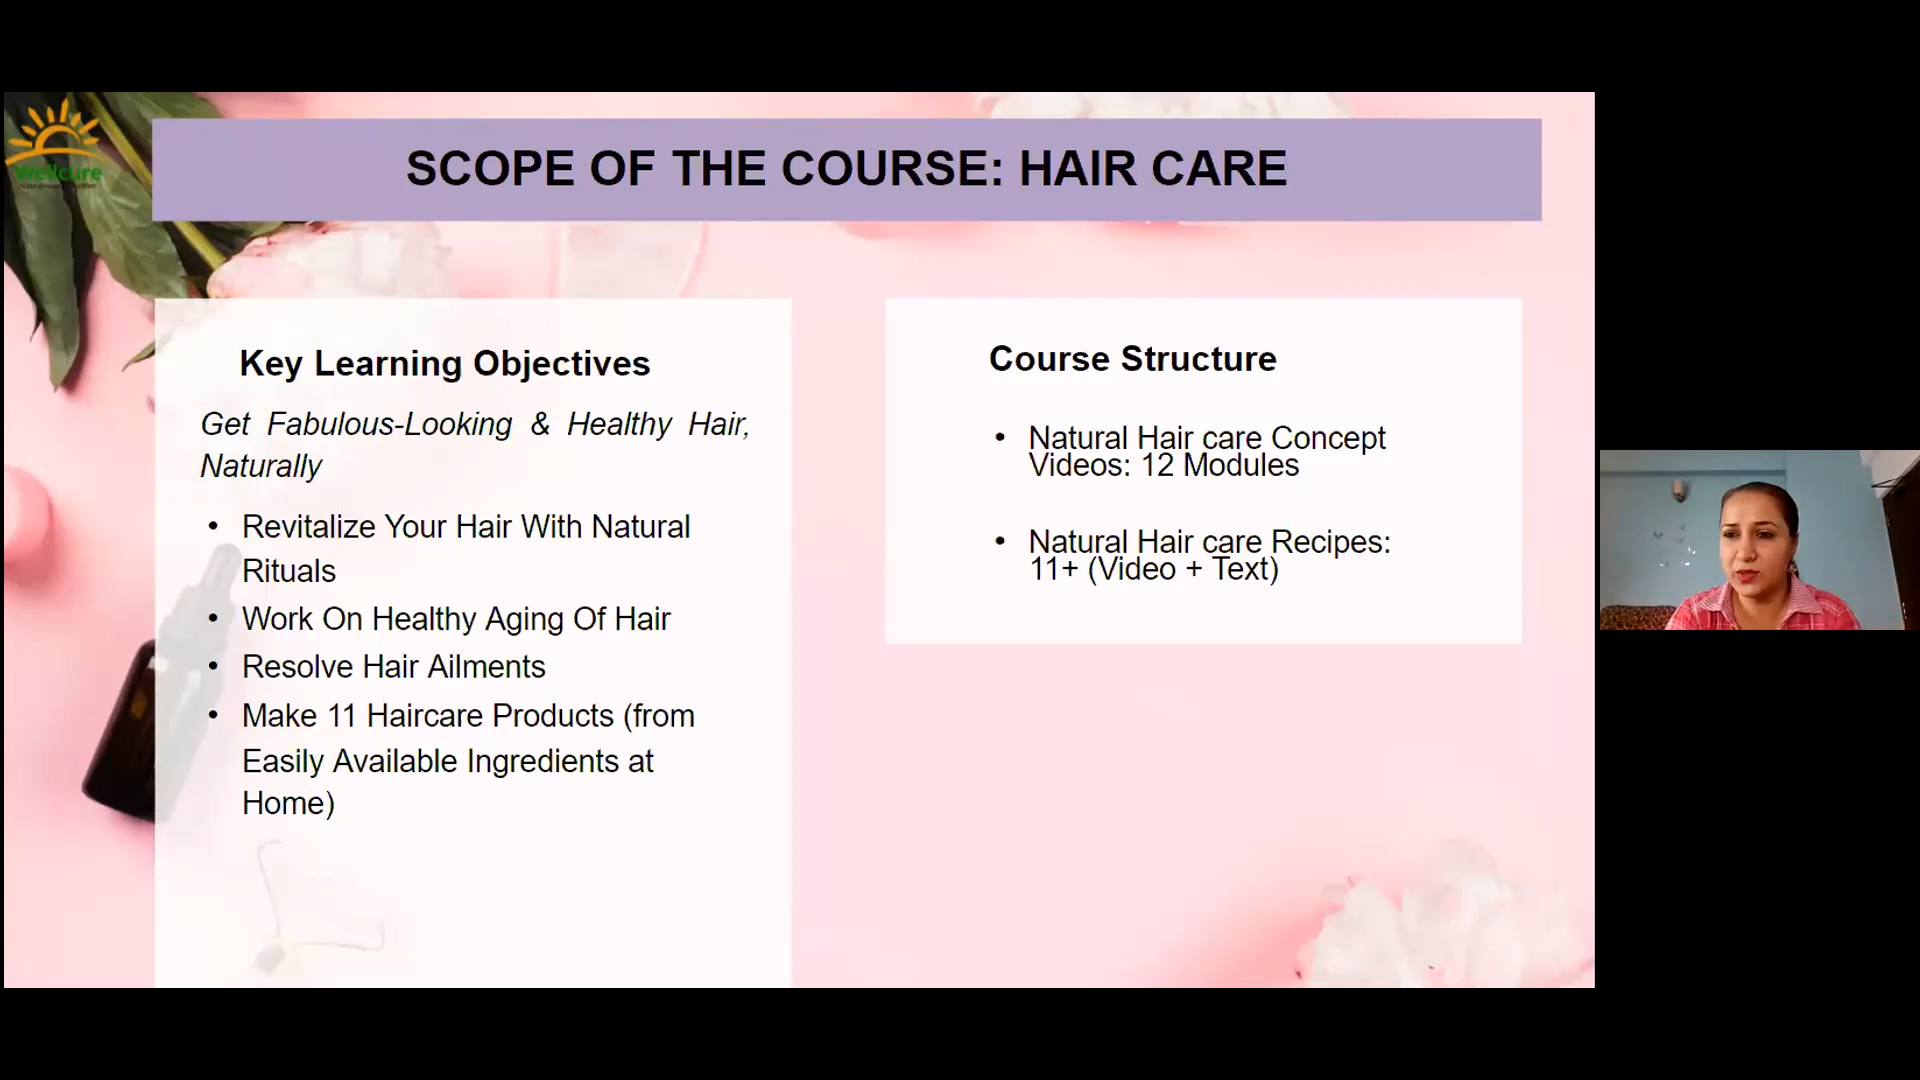 Wellcure
SCOPE OF THE COURSE: HAIR CARE
Key Learning Objectives
Get Fabulous-Looking & Healthy Hair,
Naturally
• Revitalize Your Hair With Natural
Rituals
• Work On Healthy Aging Of Hair
• Resolve Hair Ailments
• Make 11 Haircare Products (from
Easily Available Ingredients at
Home)
Course Structure
• Natural Hair care Concept
Videos: 12 Modules
• Natural Hair care Recipes:
11+ (Video + Text)